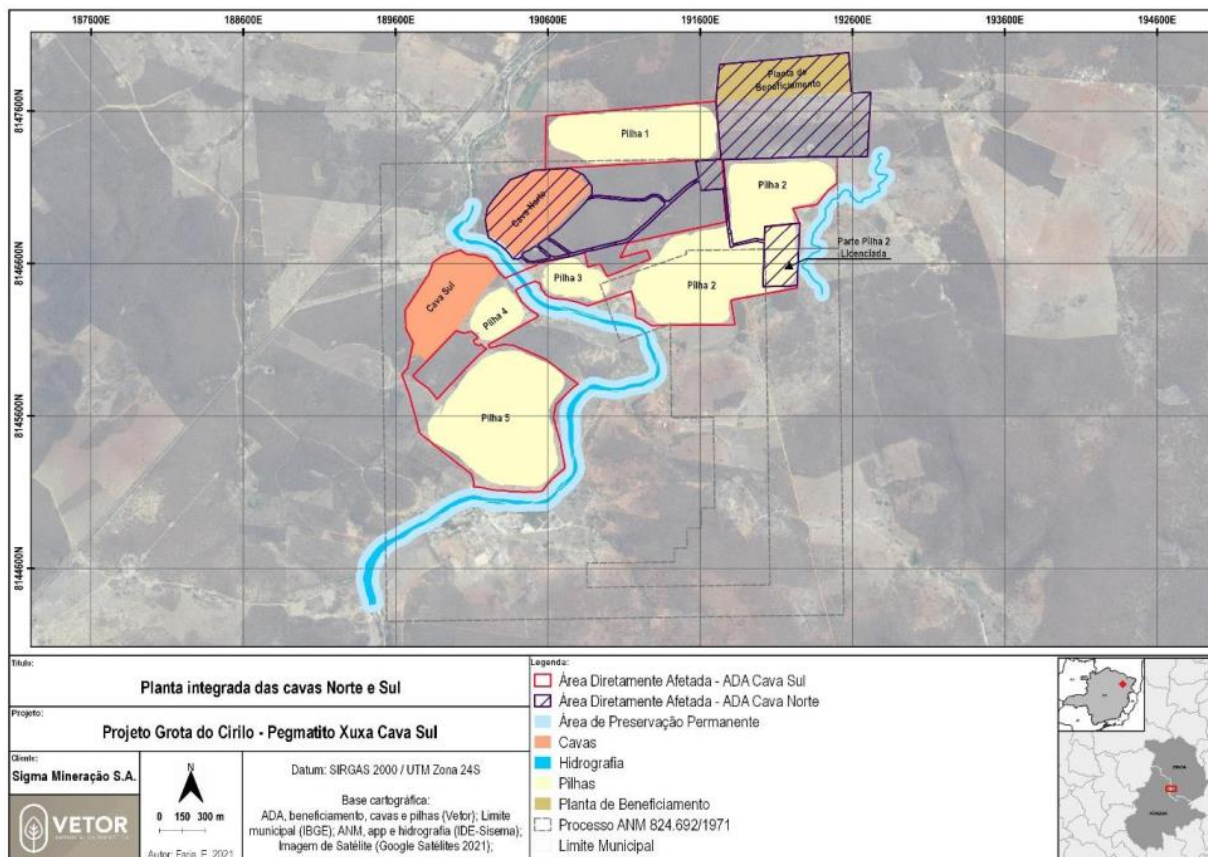 187600E 188600E 189600E 190600E 191600E 192600E 193600E 194600E
8147600N
8146600N
8145600N
8144600N
Planta de
Beneficiamento
Pilha 1
Pilha 2
Cava Norte
Parte Pilha 2
Licenciada
Cava Sul
Pilha 3
Pilha 2
Pilha 4
Pilha 5
Título:
Planta integrada das cavas Norte e Sul
Projeto:
Projeto Grota do Cirilo - Pegmatito Xuxa Cava Sul
Cliente:
Sigma Mineração S.A.
VETOR
N
0 150 300 m
Autor: Faria, F. 2021
Datum: SIRGAS 2000 / UTM Zona 24S
Base cartográfica:
ADA, beneficiamento, cavas e pilhas (Vetor); Limite
municipal (IBGE); ANM, app e hidrografia (IDE-Sisema);
Imagem de Satélite (Google Satélites 2021);
Legenda:
Área Diretamente Afetada - ADA Cava Sul
Área Diretamente Afetada - ADA Cava Norte
Área de Preservação Permanente
Cavas
Hidrografia
Pilhas
Planta de Beneficiamento
Processo ANM 824.692/1971
Limite Municipal